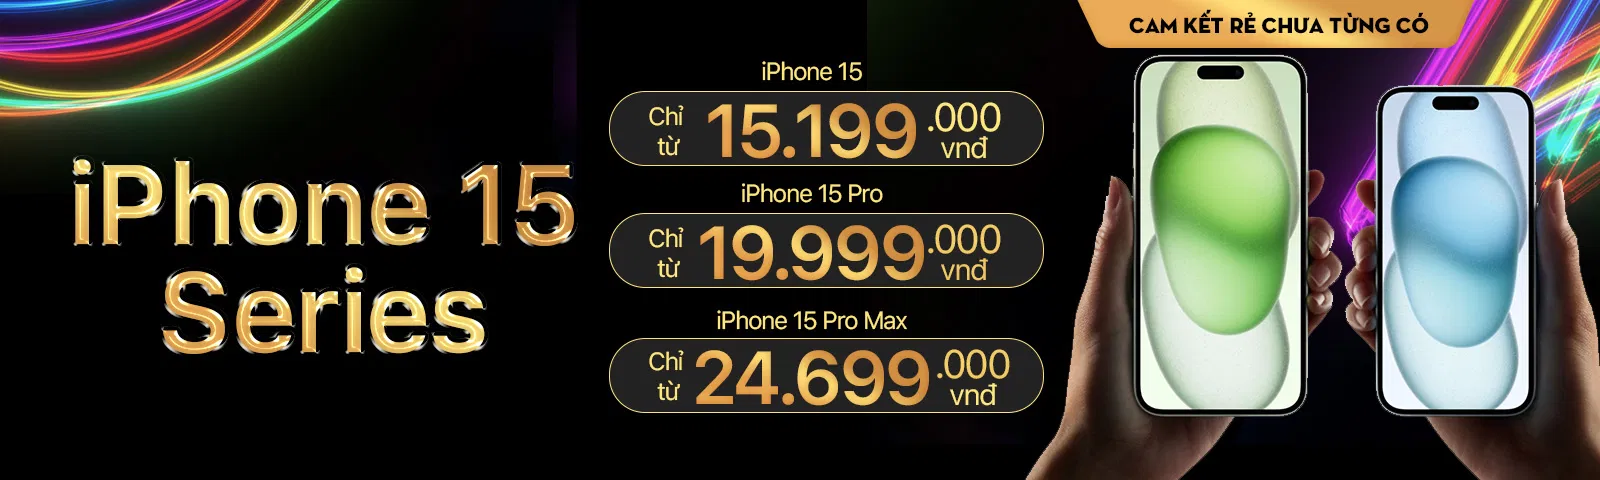 CAM KẾT RẺ CHƯA TỪNG CÓ
iPhone 15
Series
iPhone 15
Chỉ từ 15.199.000 vnđ
iPhone 15 Pro
Chỉ từ 19.999.000 vnđ
iPhone 15 Pro Max
Chỉ từ 24.699.000 vnđ